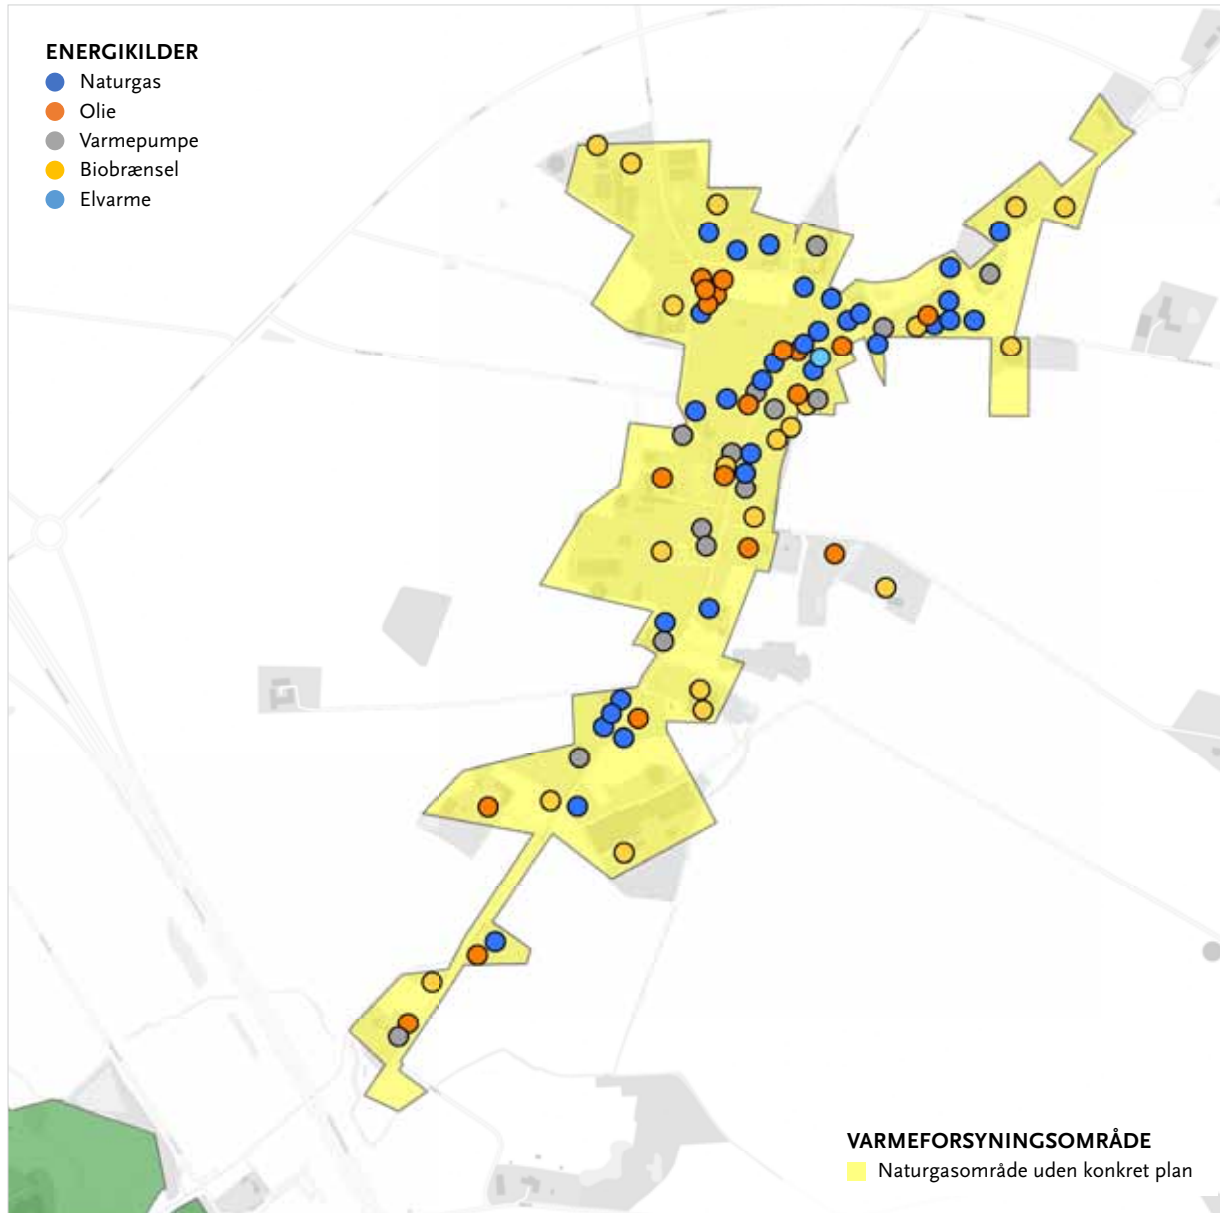 ENERGIKILDER
Naturgas
Olie
Varmepumpe
Biobrænsel
Elvarme
VARMEFORSYNINGSOMRÅDE
Naturgasområde uden konkret plan